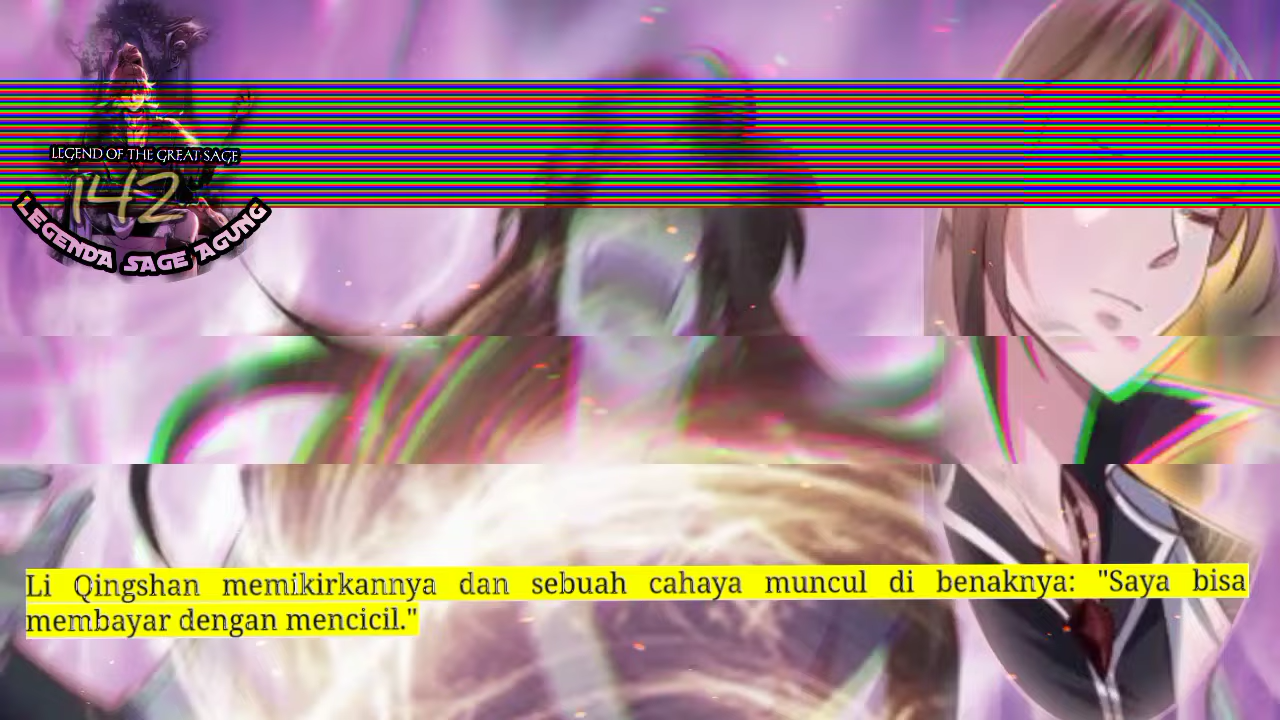 LEGEND OF THE GREAT SAGE
142
LEGENDA SAGE AGUNG
Li Qingshan memikirkannya dan sebuah cahaya muncul di benaknya: "Saya bisa
membayar dengan mencicil."